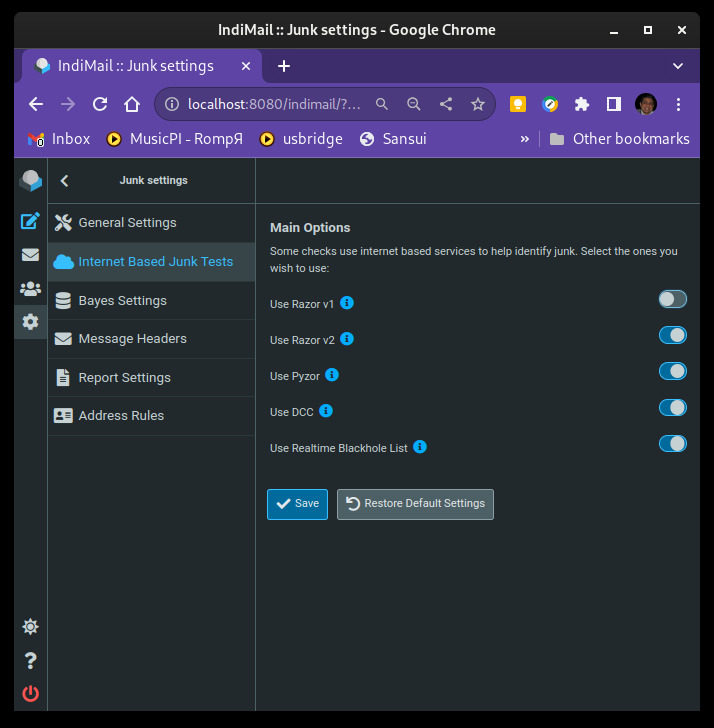 IndiMail :: Junk settings - Google Chrome
IndiMail :: Junk settings
localhost:8080/indimail/?...
Inbox
0
MusicPI - RompЯ
usbridge
Sansui
»
Other bookmarks
Junk settings
General Settings
Internet Based Junk Tests
Bayes Settings
Message Headers
Report Settings
Address Rules
Main Options
Some checks use internet based services to help identify junk. Select the ones you
wish to use:
Use Razor v1
Use Razor v2
Use Pyzor
Use DCC
Use Realtime Blackhole List
Save
Restore Default Settings
?